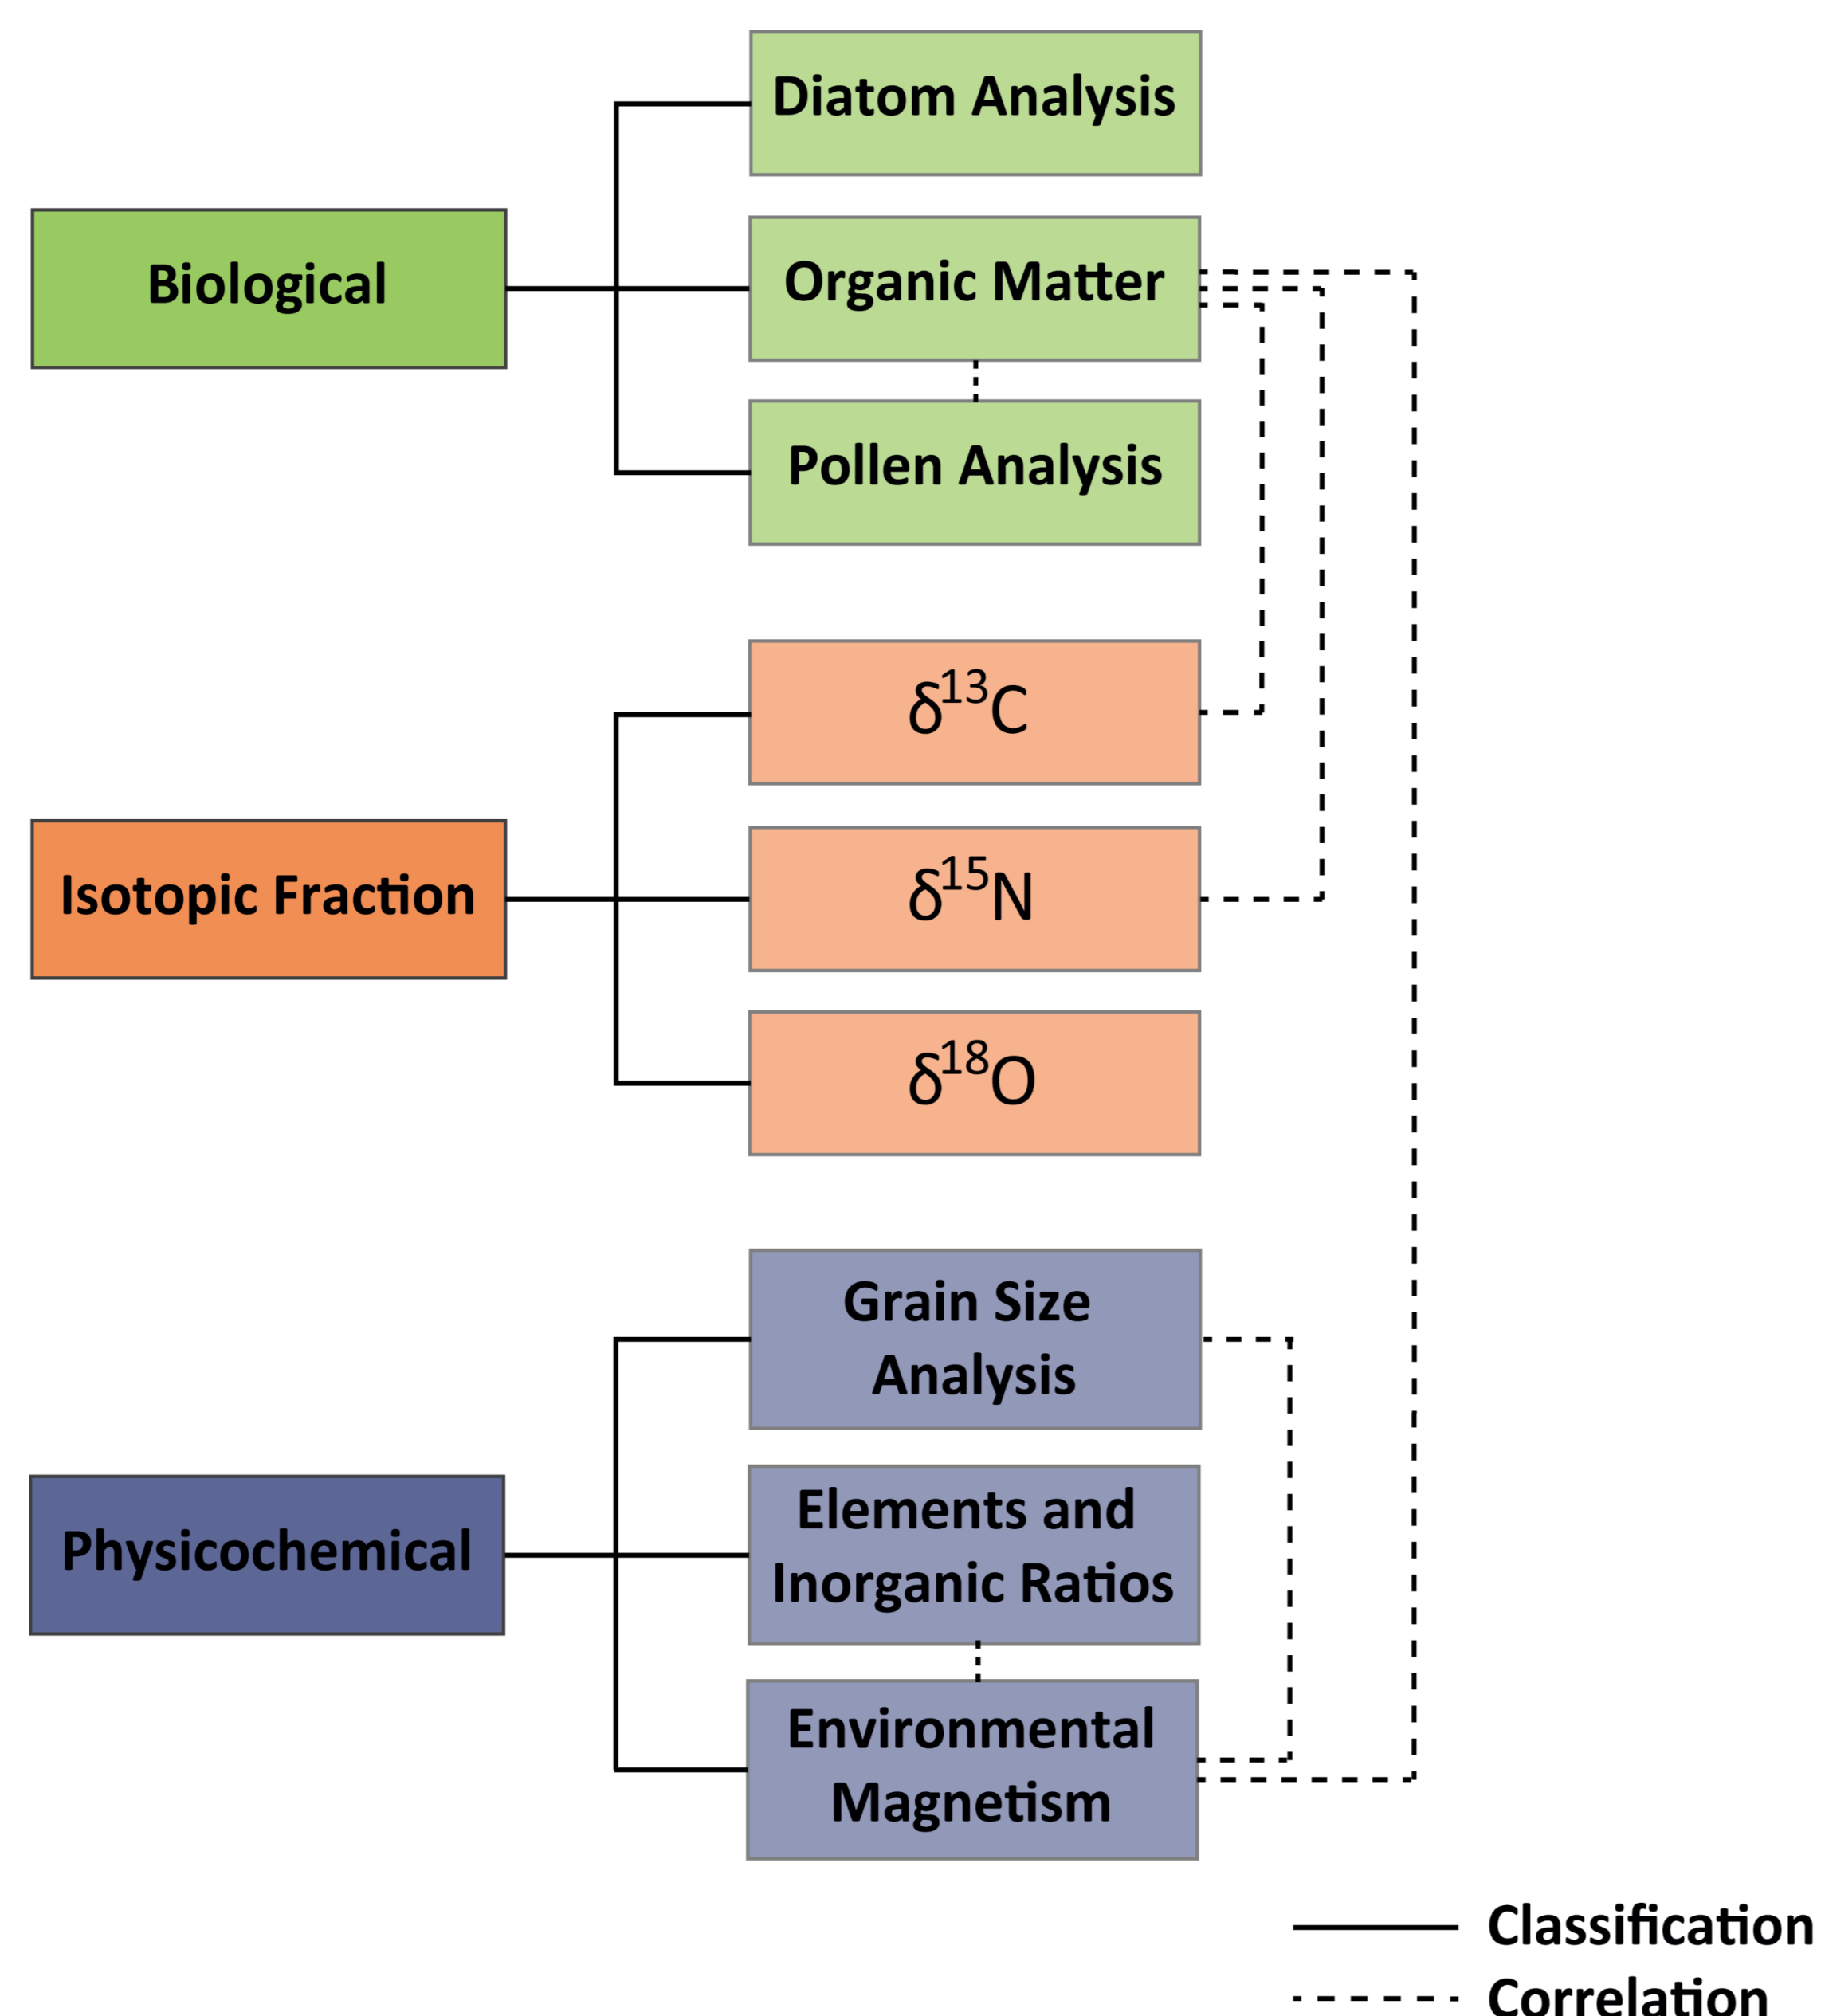 Diatom Analysis
Biological
Organic Matter
Pollen Analysis
δ¹³C
Isotopic Fraction
δ¹⁵N
δ¹⁸O
Grain Size
Analysis
Physicochemical
Elements and
Inorganic Ratios
Environmental
Magnetism
Classification
Correlation